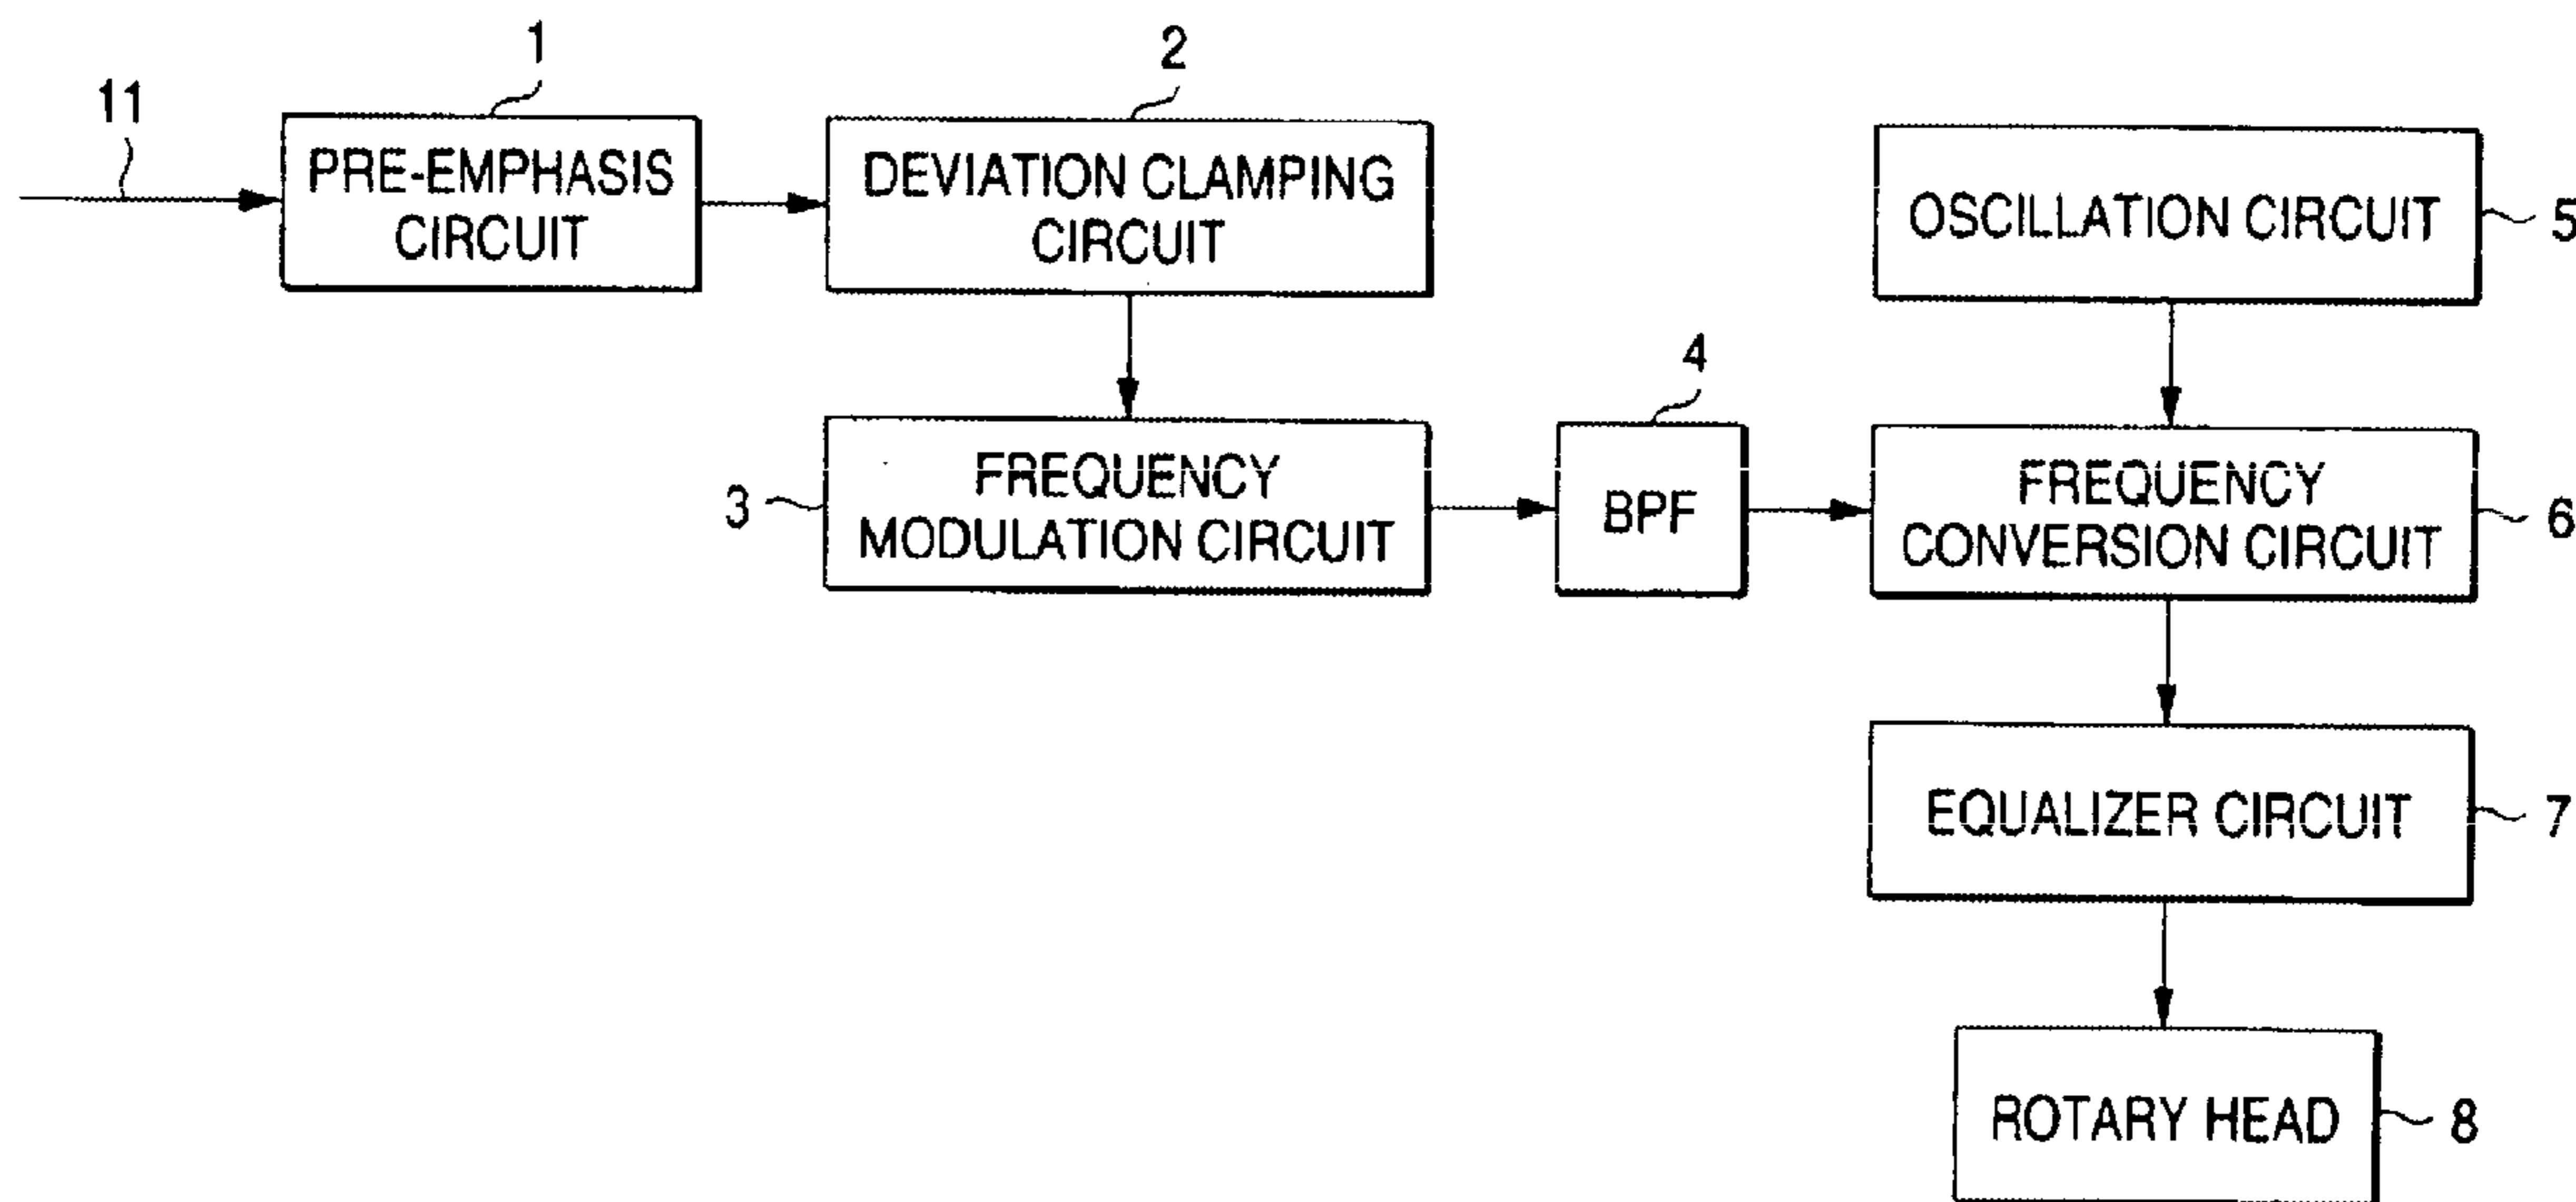 1
11
PRE-EMPHASIS
CIRCUIT
2
DEVIATION CLAMPING
CIRCUIT
OSCILLATION CIRCUIT
5
3
FREQUENCY
MODULATION CIRCUIT
4
BPF
FREQUENCY
CONVERSION CIRCUIT
6
EQUALIZER CIRCUIT
7
ROTARY HEAD
8